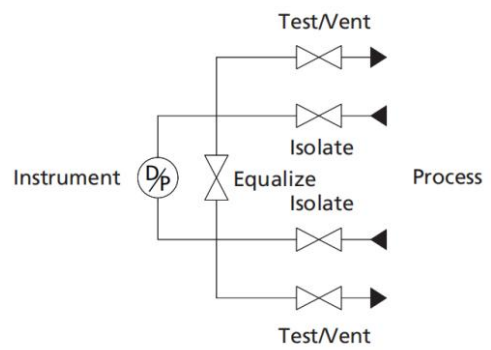 Test/Vent
Isolate
Instrument
D/P
Equalize
Process
Isolate
Test/Vent